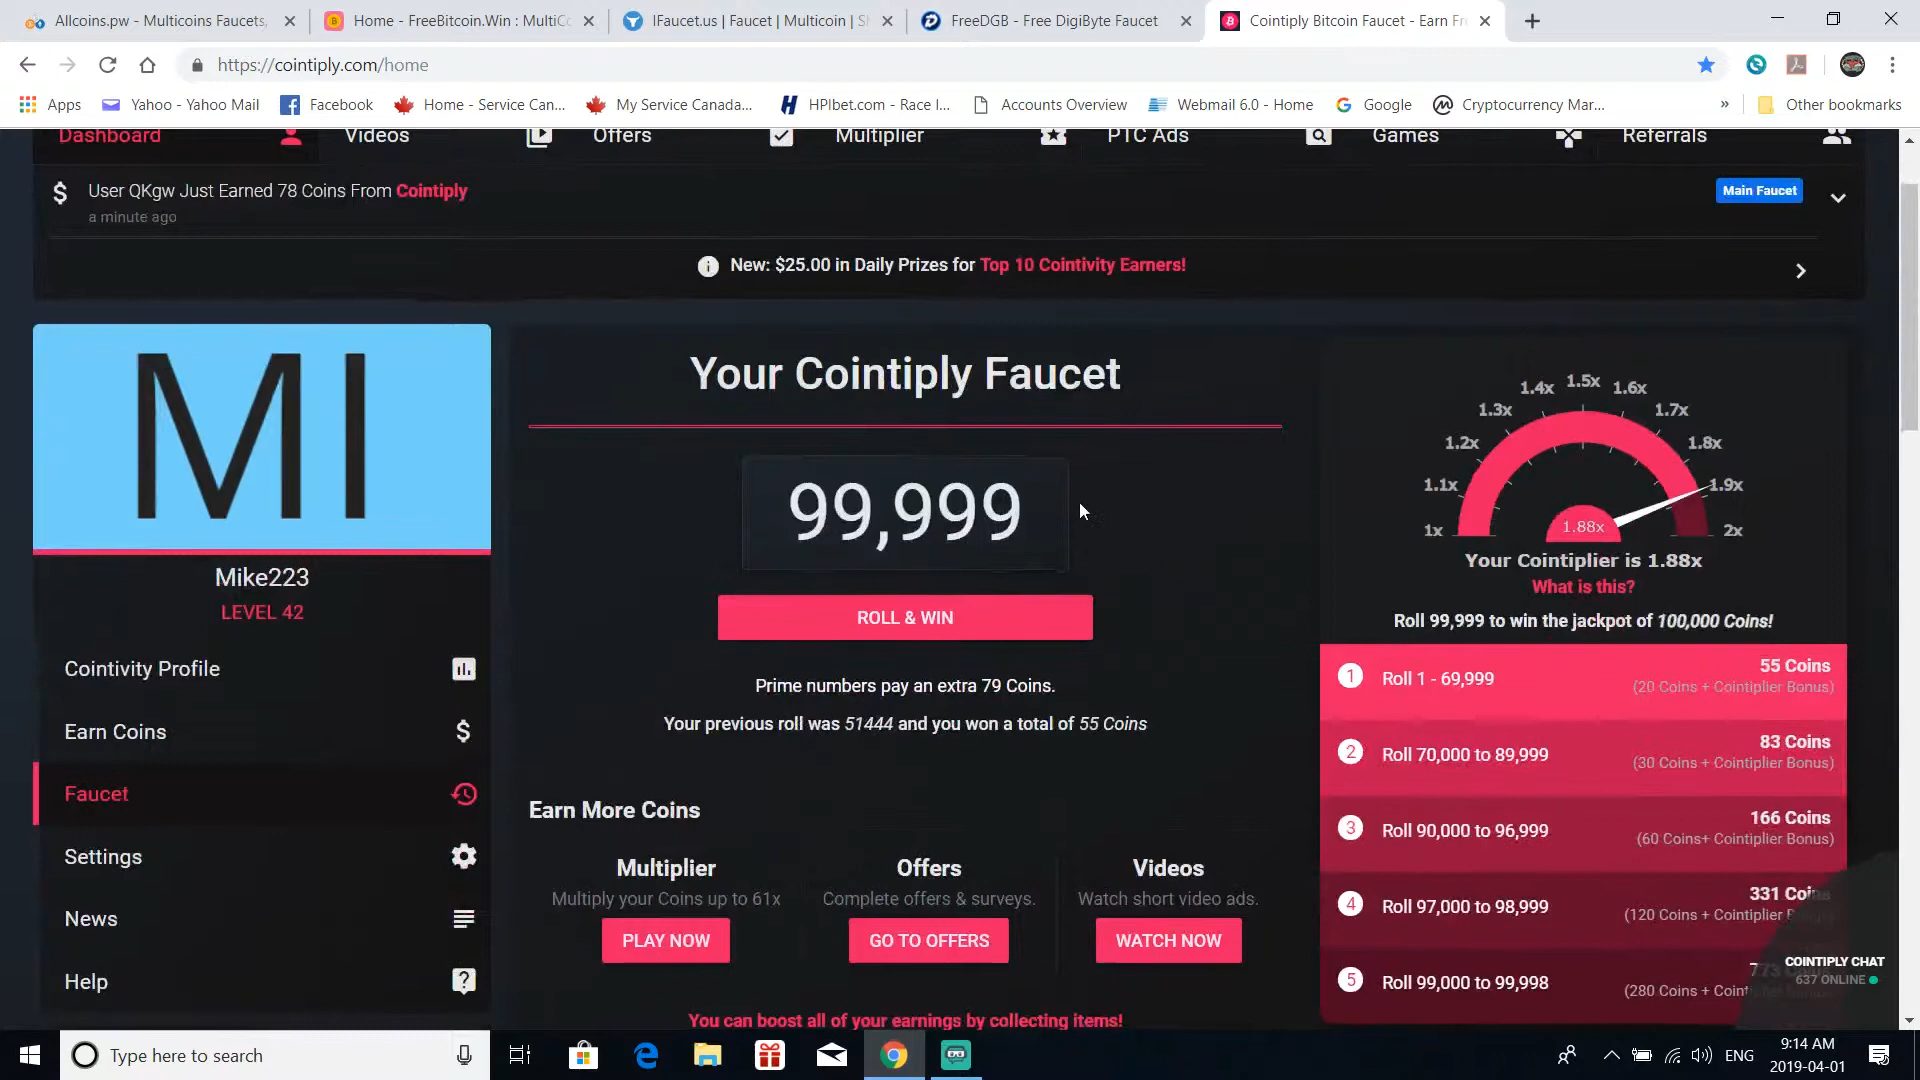 Allcoins.pw - Multicoins Faucets,
Home - FreeBitcoin.Win : MultiC
IFaucet.us | Faucet | Multicoin | S
FreeDGB - Free DigiByte Faucet
Cointiply Bitcoin Faucet - Earn Fr
https://cointiply.com/home
Apps
Yahoo - Yahoo Mail
Facebook
Home - Service Can...
My Service Canada...
HPIbet.com - Race I...
Accounts Overview
Webmail 6.0 - Home
Google
Cryptocurrency Mar...
»
Other bookmarks
Dashboard
Videos
Offers
Multiplier
PTC Ads
Games
Referrals
User QKgw Just Earned 78 Coins From Cointiply
a minute ago
Main Faucet
New: $25.00 in Daily Prizes for Top 10 Cointivity Earners!
MI
Mike223
LEVEL 42
Cointivity Profile
Earn Coins
Faucet
Settings
News
Help
Your Cointiply Faucet
99,999
ROLL & WIN
Prime numbers pay an extra 79 Coins.
Your previous roll was 51444 and you won a total of 55 Coins
Earn More Coins
Multiplier
Multiply your Coins up to 61x
PLAY NOW
Offers
Complete offers & surveys.
GO TO OFFERS
Videos
Watch short video ads.
WATCH NOW
You can boost all of your earnings by collecting items!
1x
1.1x
1.2x
1.3x
1.4x
1.5x
1.6x
1.7x
1.8x
1.9x
2x
1.88x
Your Cointiplier is 1.88x
What is this?
Roll 99,999 to win the jackpot of 100,000 Coins!
1 Roll 1 - 69,999 55 Coins
(20 Coins + Cointiplier Bonus)
2 Roll 70,000 to 89,999 83 Coins
(30 Coins + Cointiplier Bonus)
3 Roll 90,000 to 96,999 166 Coins
(60 Coins+ Cointiplier Bonus)
4 Roll 97,000 to 98,999 331 Coins
(120 Coins + Cointiplier
5 Roll 99,000 to 99,998 773
(280 Coins + Coint
COINTIPLY CHAT
637 ONLINE
Type here to search
ENG
9:14 AM
2019-04-01